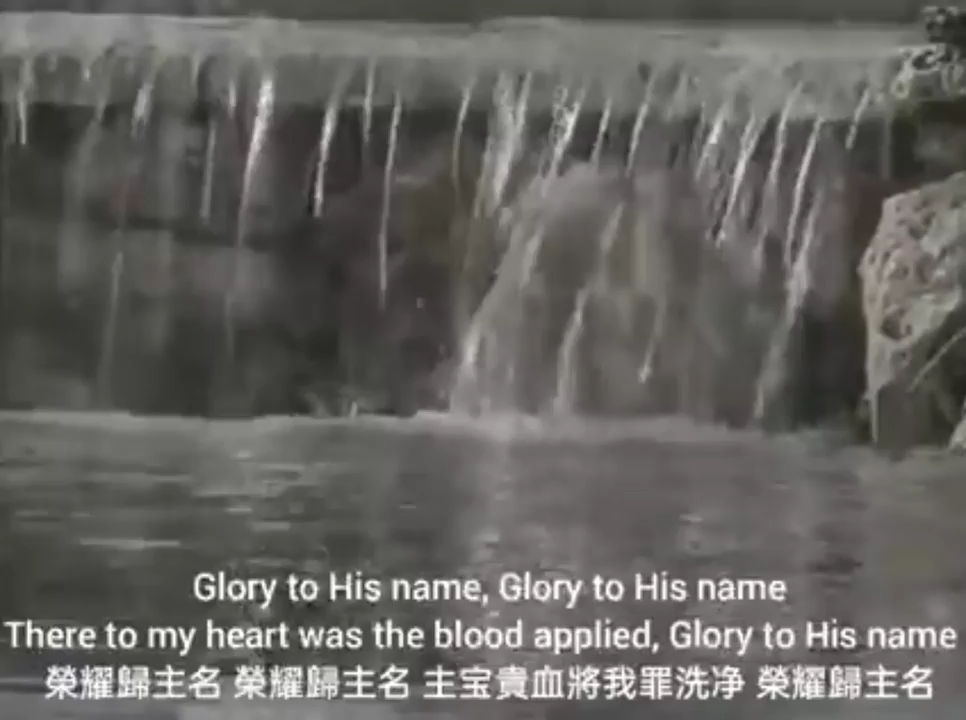 Glory to His name, Glory to His name
There to my heart was the blood applied, Glory to His name
榮耀歸主名 榮耀歸主名 主宝貴血將我罪洗净 榮耀歸主名